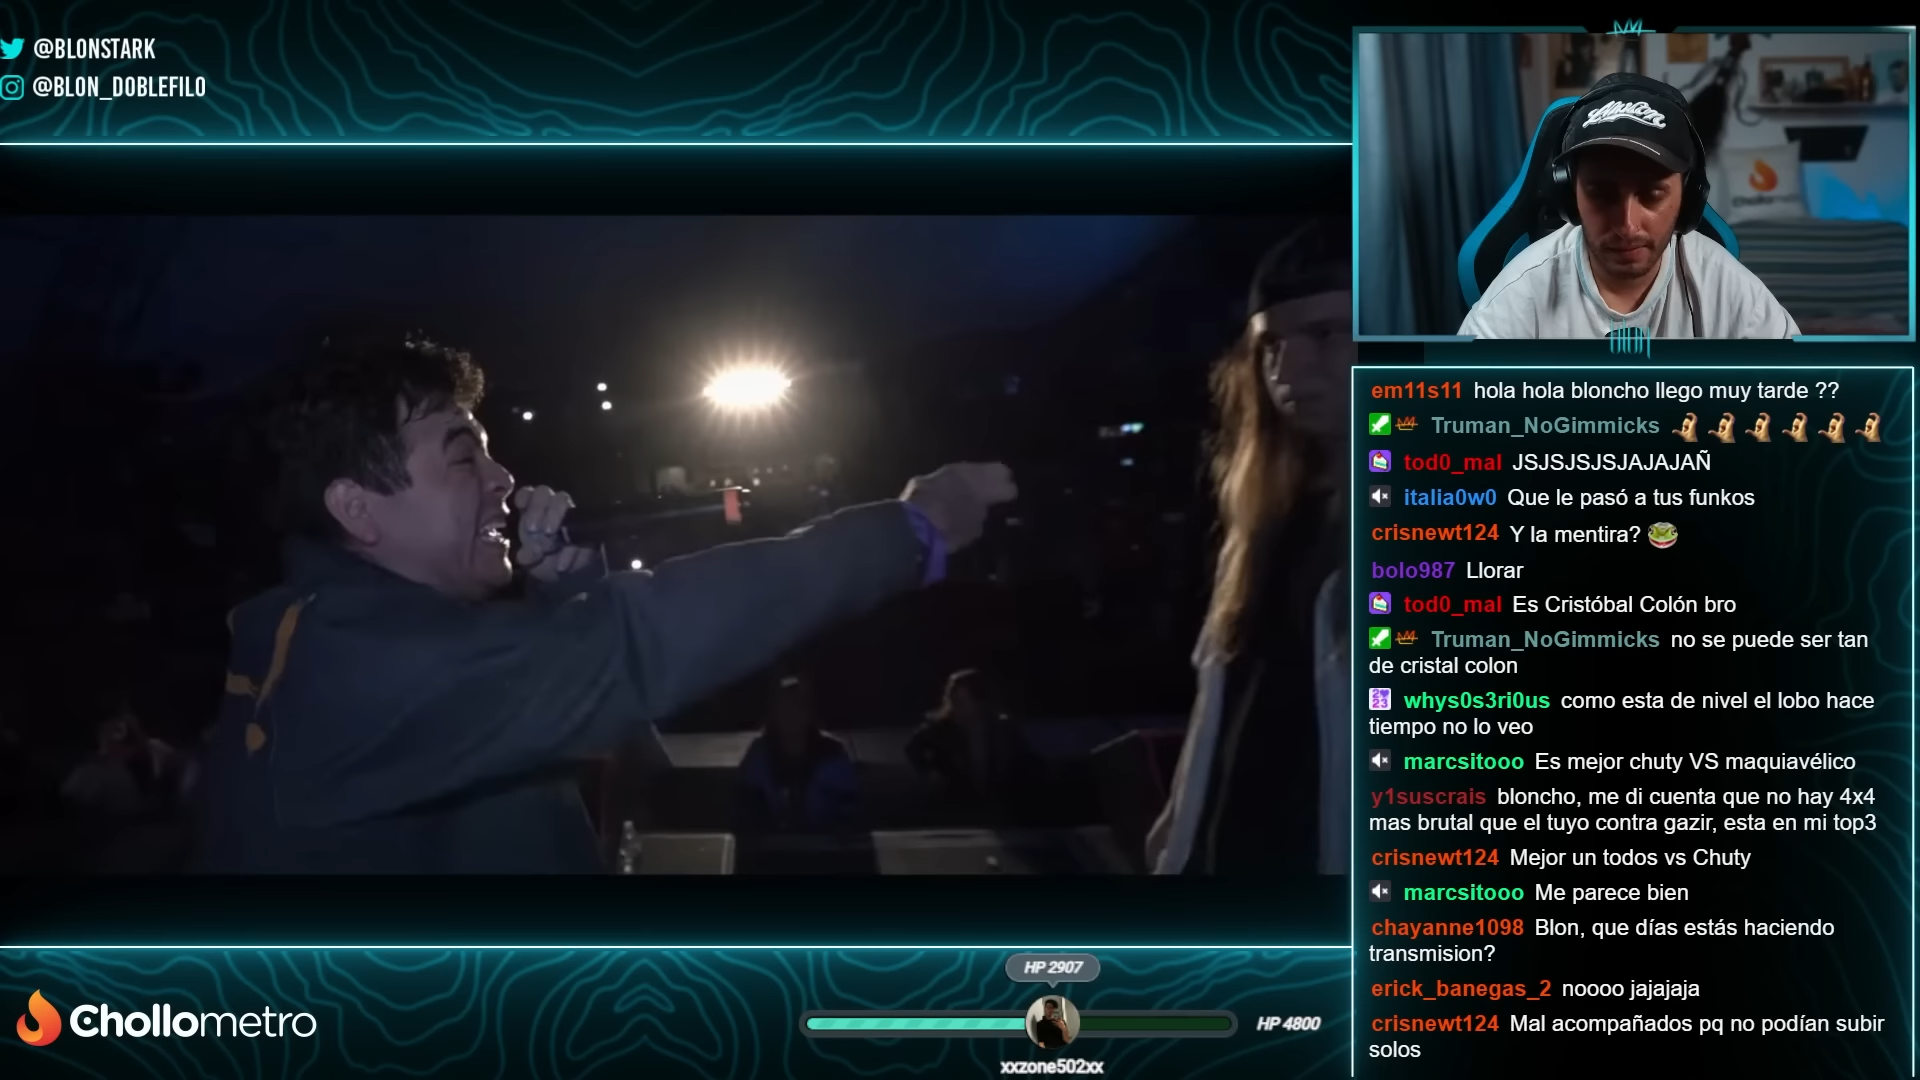 @BLONSTARK
@BLON_DOBLEFILO
em11s11 hola hola bloncho llego muy tarde ??
Truman_NoGimmicks
tod0_mal JSJSJSJSJAJAJAÑ
italia0w0 Que le pasó a tus funkos
crisnewt124 Y la mentira?
bolo987 Llorar
tod0_mal Es Cristóbal Colón bro
Truman_NoGimmicks no se puede ser tan
de cristal colon
whys0s3ri0us como esta de nivel el lobo hace
tiempo no lo veo
marcsitooo Es mejor chuty VS maquiavélico
y1suscrais bloncho, me di cuenta que no hay 4x4
mas brutal que el tuyo contra gazir, esta en mi top3
crisnewt124 Mejor un todos vs Chuty
marcsitooo Me parece bien
chayanne1098 Blon, que días estás haciendo
transmision?
erick_banegas_2 noooo jajajaja
crisnewt124 Mal acompañados pq no podían subir
solos
Chollometro
HP 2907
HP 4800
xxzone502xx